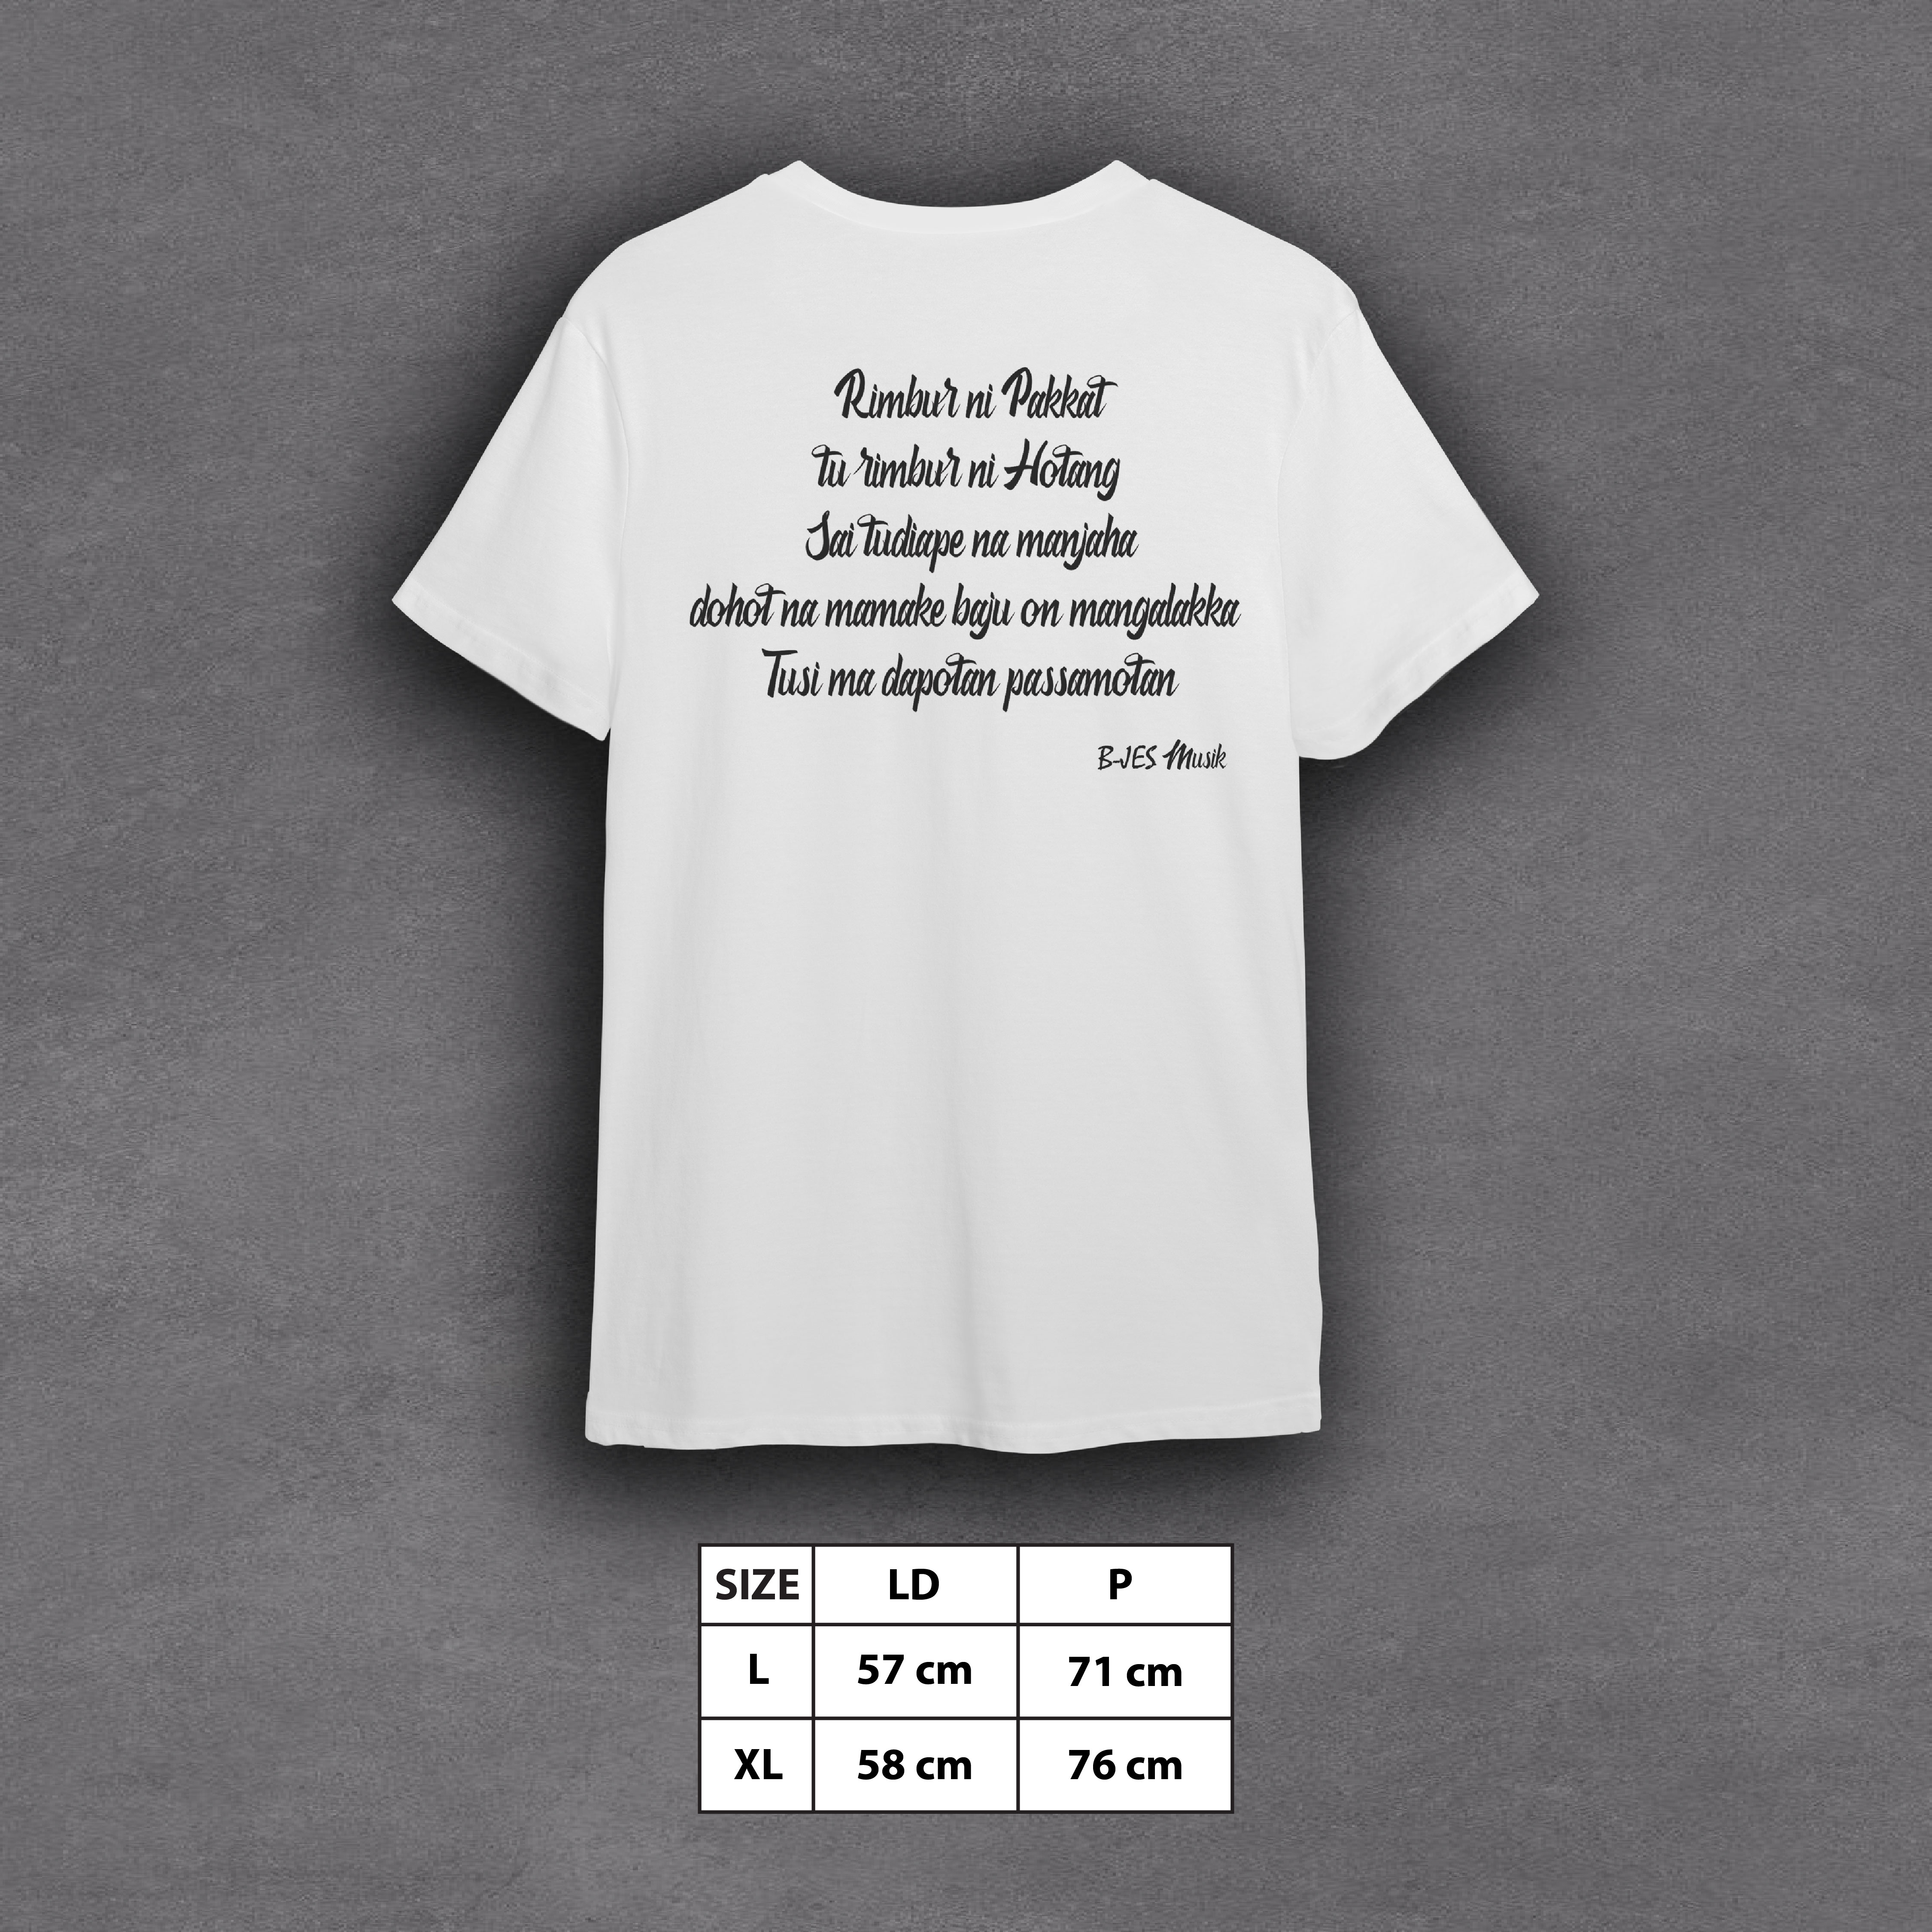 Rimbur ni Pakkat
tu rimbur ni Hotang
Sai tudiape na manjaha
dohot na mamake baju on mangalakka
Tusi ma dapotan passamotan
B-JES Musik
SIZE LD P
L 57 cm 71 cm
XL 58 cm 76 cm